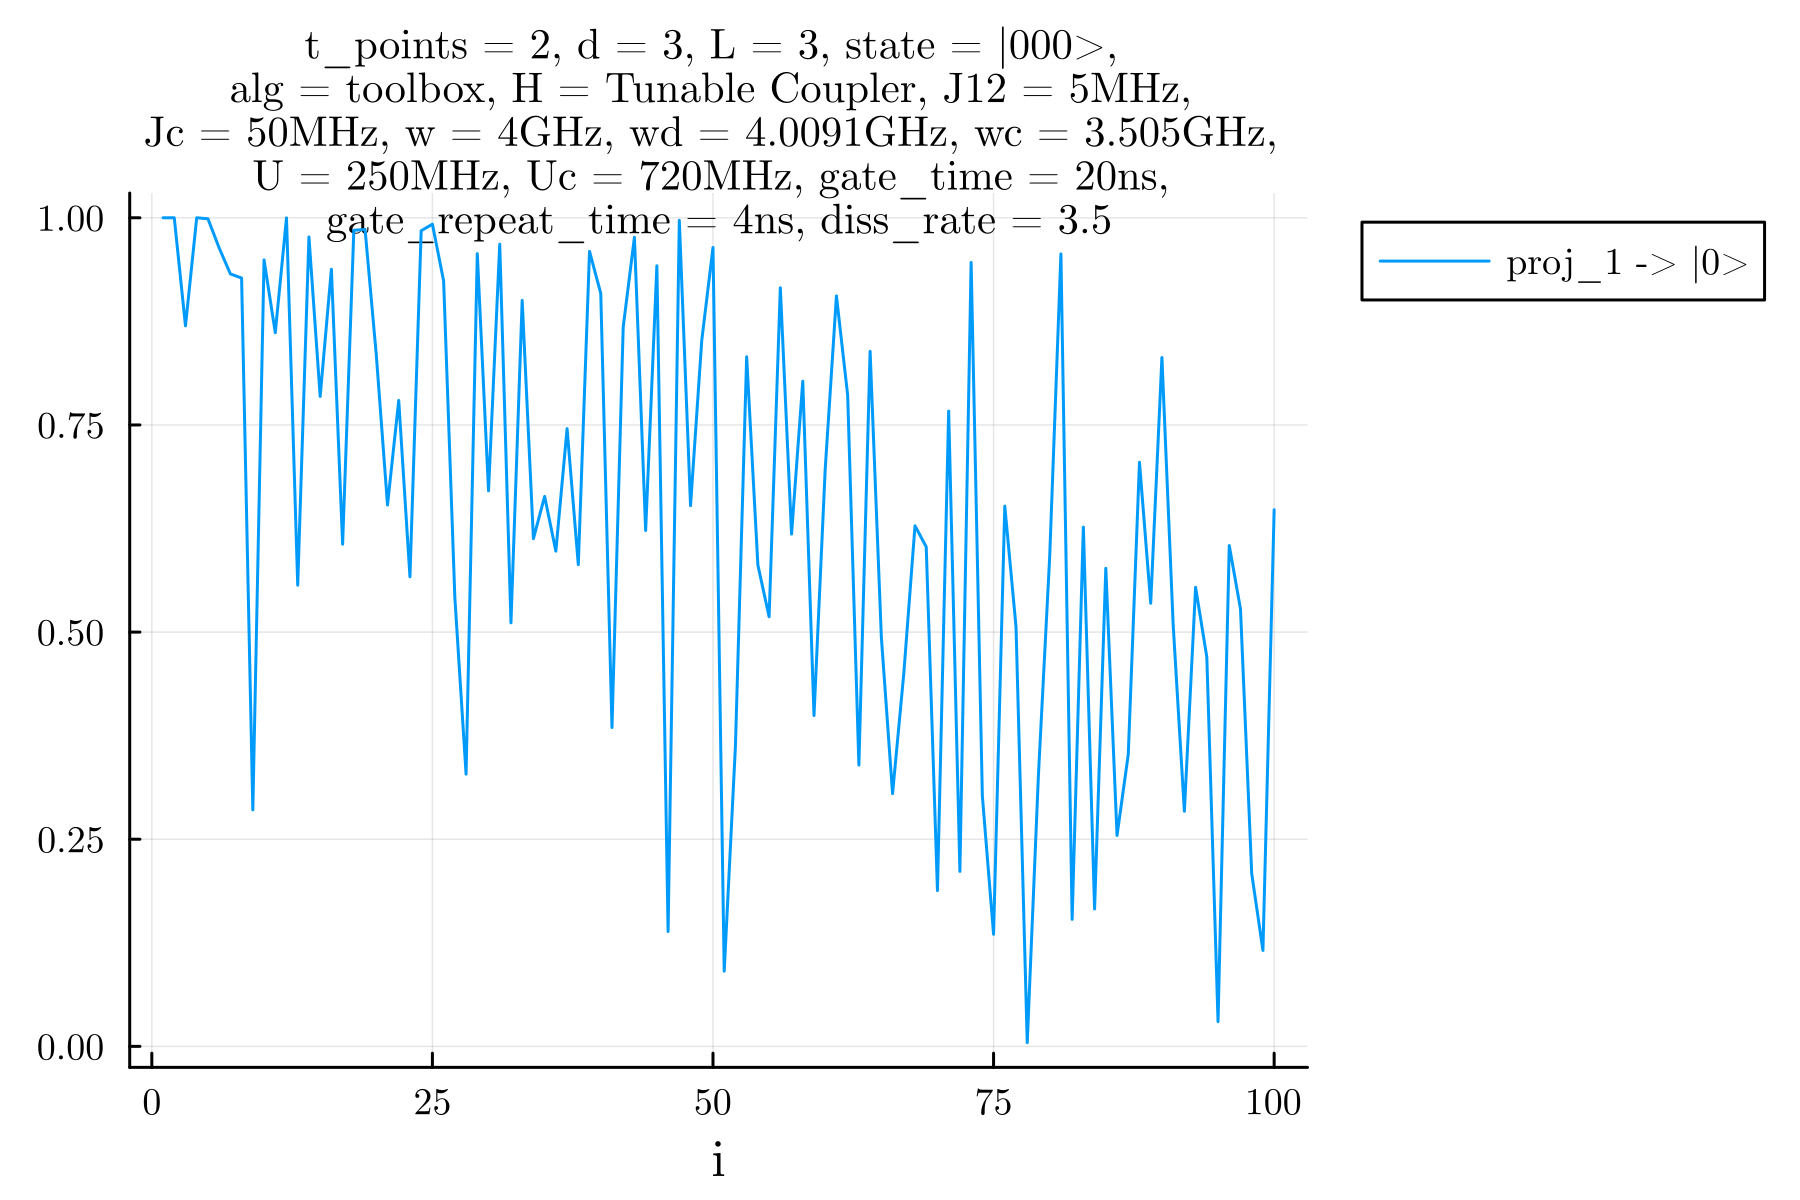 t_points = 2, d = 3, L = 3, state = |000>,
alg = toolbox, H = Tunable Coupler, J12 = 5MHz,
Jc = 50MHz, w = 4GHz, wd = 4.0091GHz, wc = 3.505GHz,
U = 250MHz, Uc = 720MHz, gate_time = 20ns,
gate_repeat_time = 4ns, diss_rate = 3.5
proj_1 -> |0>
1.00
0.75
0.50
0.25
0.00
0 25 50 75 100
i